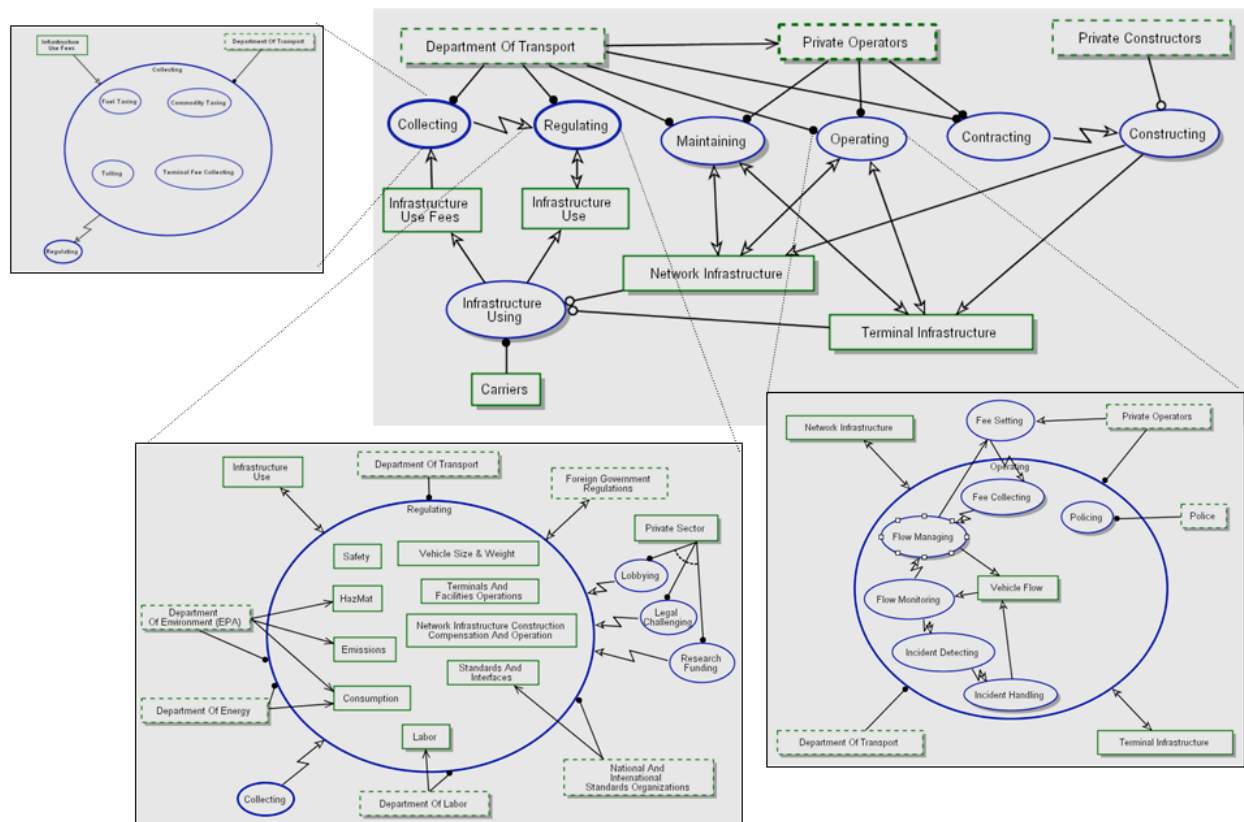 Infrastructure
Use Fees
Department Of Transport
Collecting
Fuel Taxing
Commodity Taxing
Tolling
Terminal Fee Collecting
Regulating
Department Of Transport
Private Operators
Private Constructors
Collecting
Regulating
Maintaining
Operating
Contracting
Constructing
Infrastructure
Use Fees
Infrastructure
Use
Network Infrastructure
Infrastructure
Using
Terminal Infrastructure
Carriers
Infrastructure
Use
Department Of Transport
Foreign Government
Regulations
Regulating
Private Sector
Safety
Vehicle Size & Weight
Lobbying
HazMat
Terminals And
Facilities Operations
Legal
Challenging
Department
Of Environment (EPA)
Network Infrastructure Construction
Compensation And Operation
Emissions
Research
Funding
Standards And
Interfaces
Consumption
Department Of Energy
Labor
National And
International
Standards Organizations
Collecting
Department Of Labor
Network Infrastructure
Fee Setting
Private Operators
Operating
Fee Collecting
Policing
Police
Flow Managing
Vehicle Flow
Flow Monitoring
Incident Detecting
Incident Handling
Department Of Transport
Terminal Infrastructure